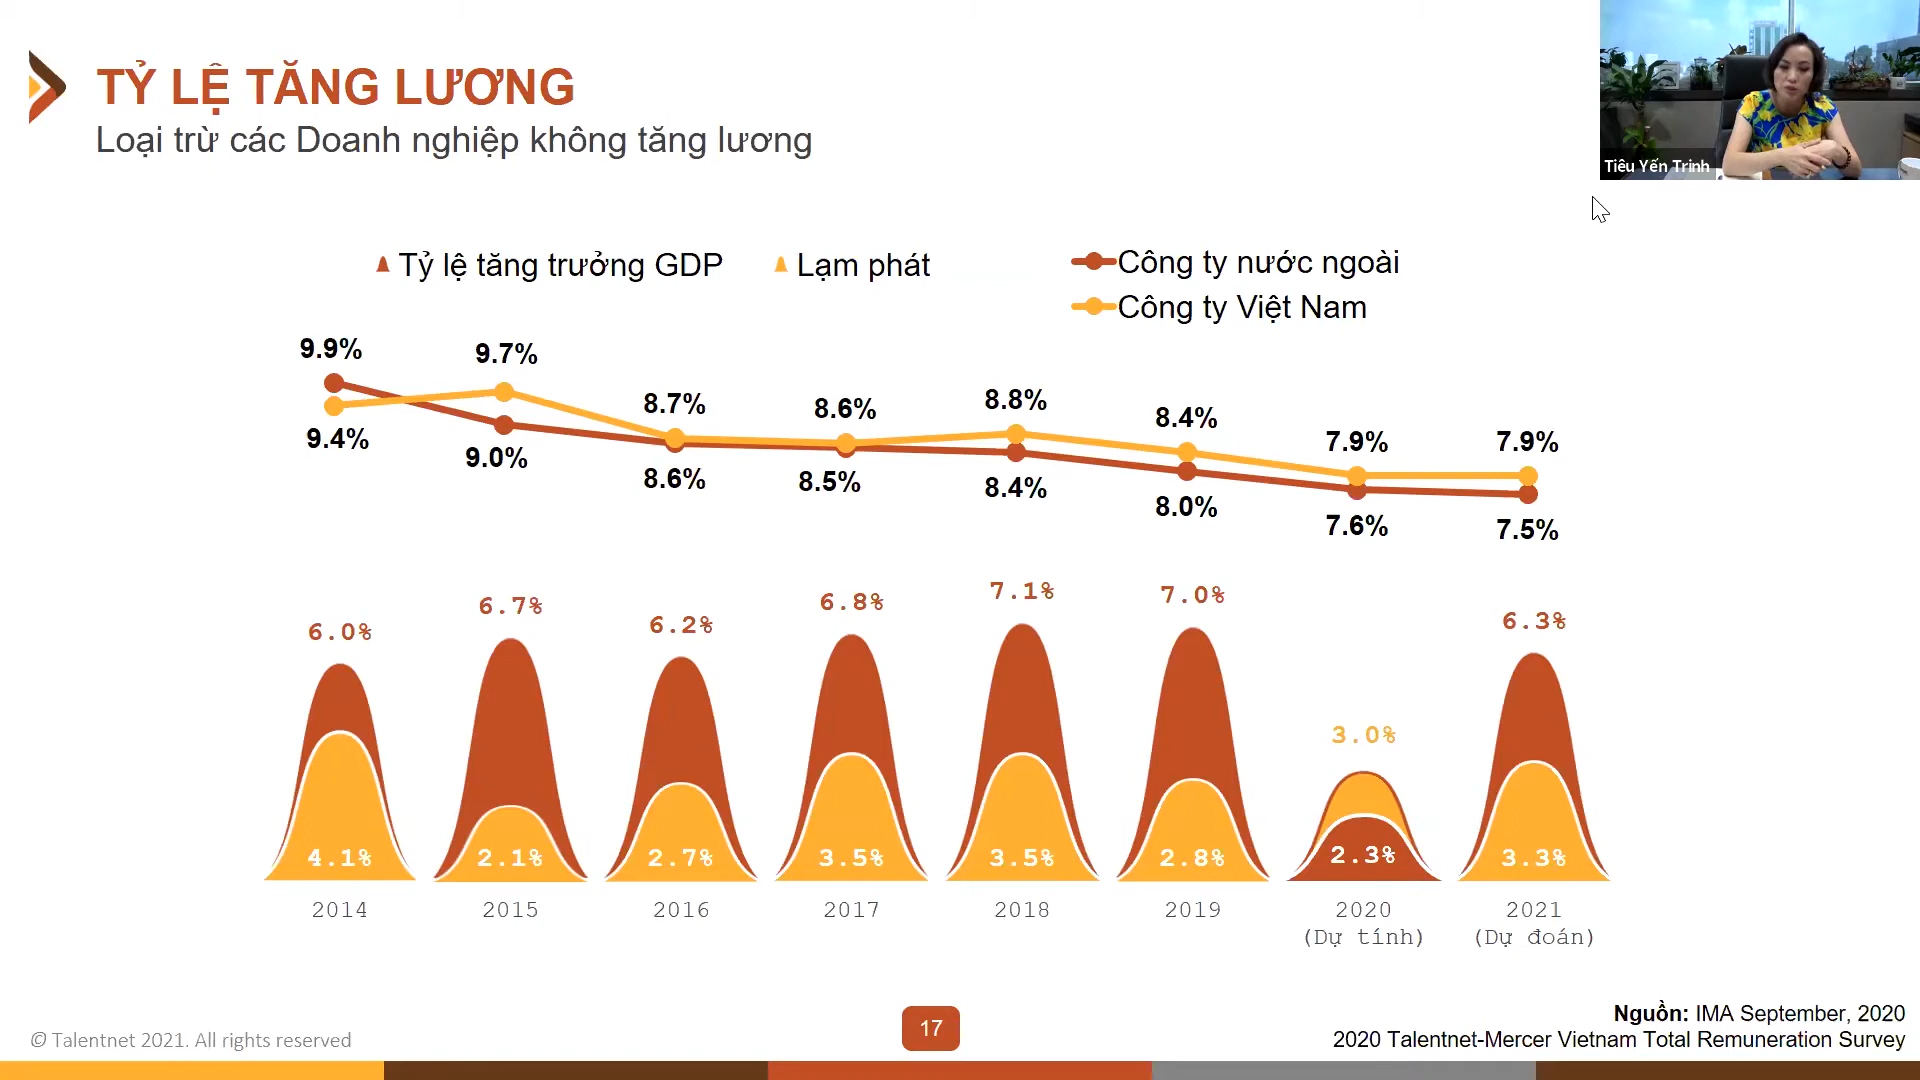 TỶ LỆ TĂNG LƯƠNG
Loại trừ các Doanh nghiệp không tăng lương
Tiêu Yến Trinh
Tỷ lệ tăng trưởng GDP
Lạm phát
Công ty nước ngoài
Công ty Việt Nam
9.9% 9.7% 8.7% 8.6% 8.8% 8.4% 7.9% 7.9%
9.4% 9.0% 8.6% 8.5% 8.4% 8.0% 7.6% 7.5%
6.0% 6.7% 6.2% 6.8% 7.1% 7.0% 3.0% 6.3%
4.1% 2.1% 2.7% 3.5% 3.5% 2.8% 2.3% 3.3%
2014 2015 2016 2017 2018 2019 2020 2021
(Dự tính) (Dự đoán)
Nguồn: IMA September, 2020
2020 Talentnet-Mercer Vietnam Total Remuneration Survey
© Talentnet 2021. All rights reserved
17